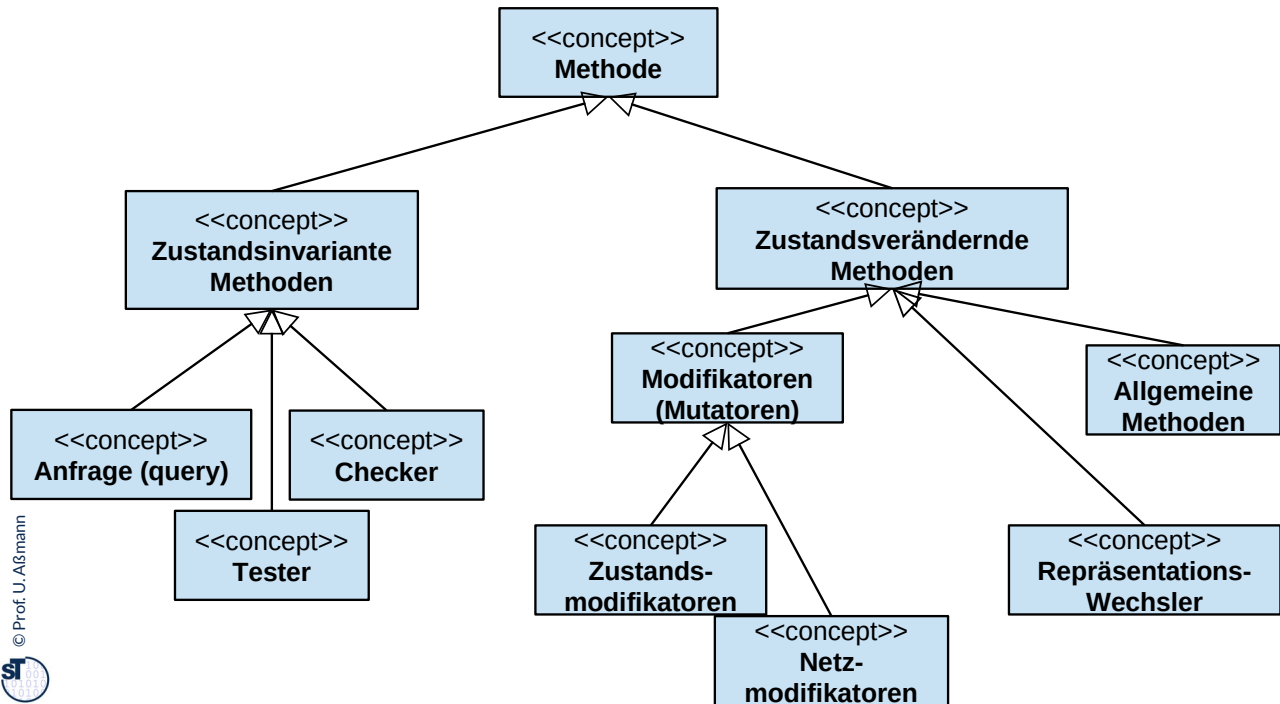 <<concept>>
Methode
<<concept>>
Zustandsinvariante
Methoden
<<concept>>
Zustandsverändernde
Methoden
<<concept>>
Modifikatoren
(Mutatoren)
<<concept>>
Allgemeine
Methoden
<<concept>>
Anfrage (query)
<<concept>>
Checker
<<concept>>
Tester
<<concept>>
Zustands-
modifikatoren
<<concept>>
Repräsentations-
Wechsler
<<concept>>
Netz-
modifikatoren
© Prof. U. Aßmann
ST